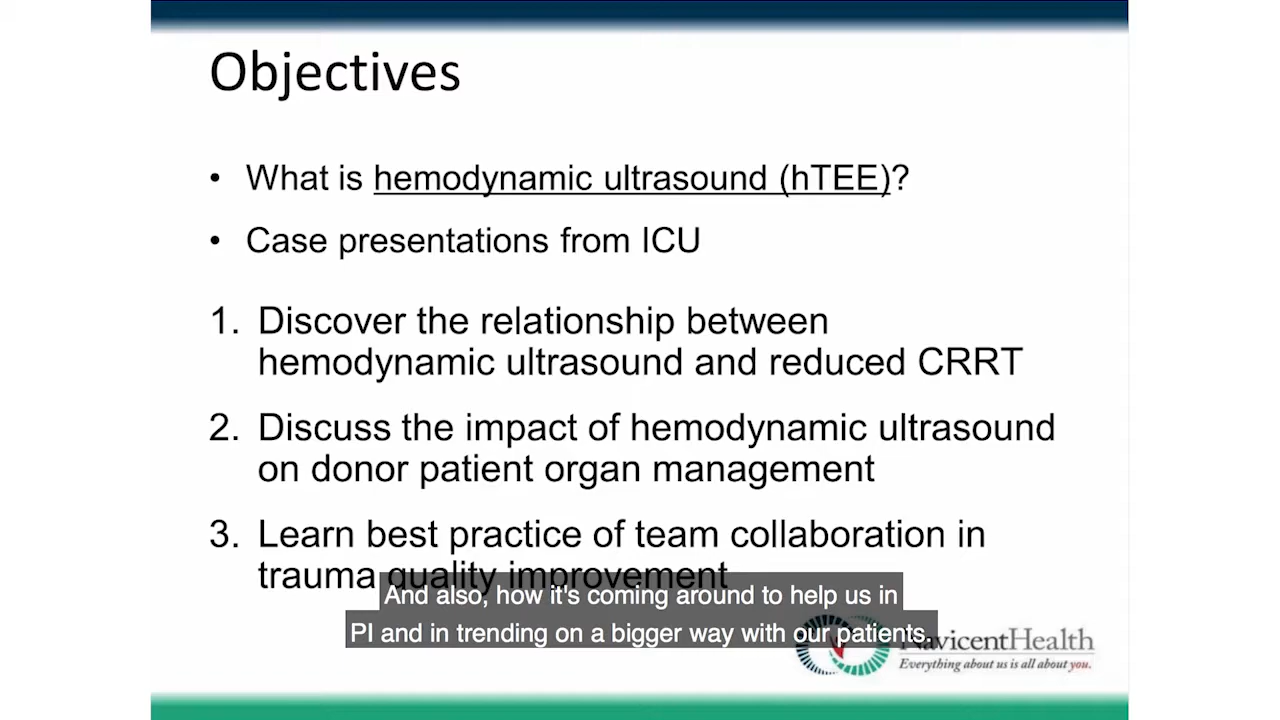 Objectives
• What is hemodynamic ultrasound (hTEE)?
• Case presentations from ICU
1. Discover the relationship between
hemodynamic ultrasound and reduced CRRT
2. Discuss the impact of hemodynamic ultrasound
on donor patient organ management
3. Learn best practice of team collaboration in
trauma quality improvement
And also, how it's coming around to help us in
PI and in trending on a bigger way with our patients.
NavicentHealth
Everything about us is all about you.